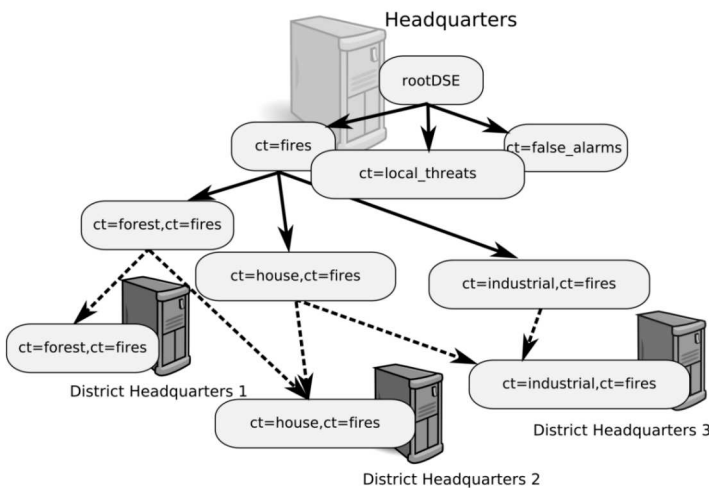 Headquarters
rootDSE
ct=fires
ct=false_alarms
ct=local_threats
ct=forest,ct=fires
ct=house,ct=fires
ct=industrial,ct=fires
ct=forest,ct=fires
District Headquarters 1
ct=industrial,ct=fires
ct=house,ct=fires
District Headquarters 3
District Headquarters 2